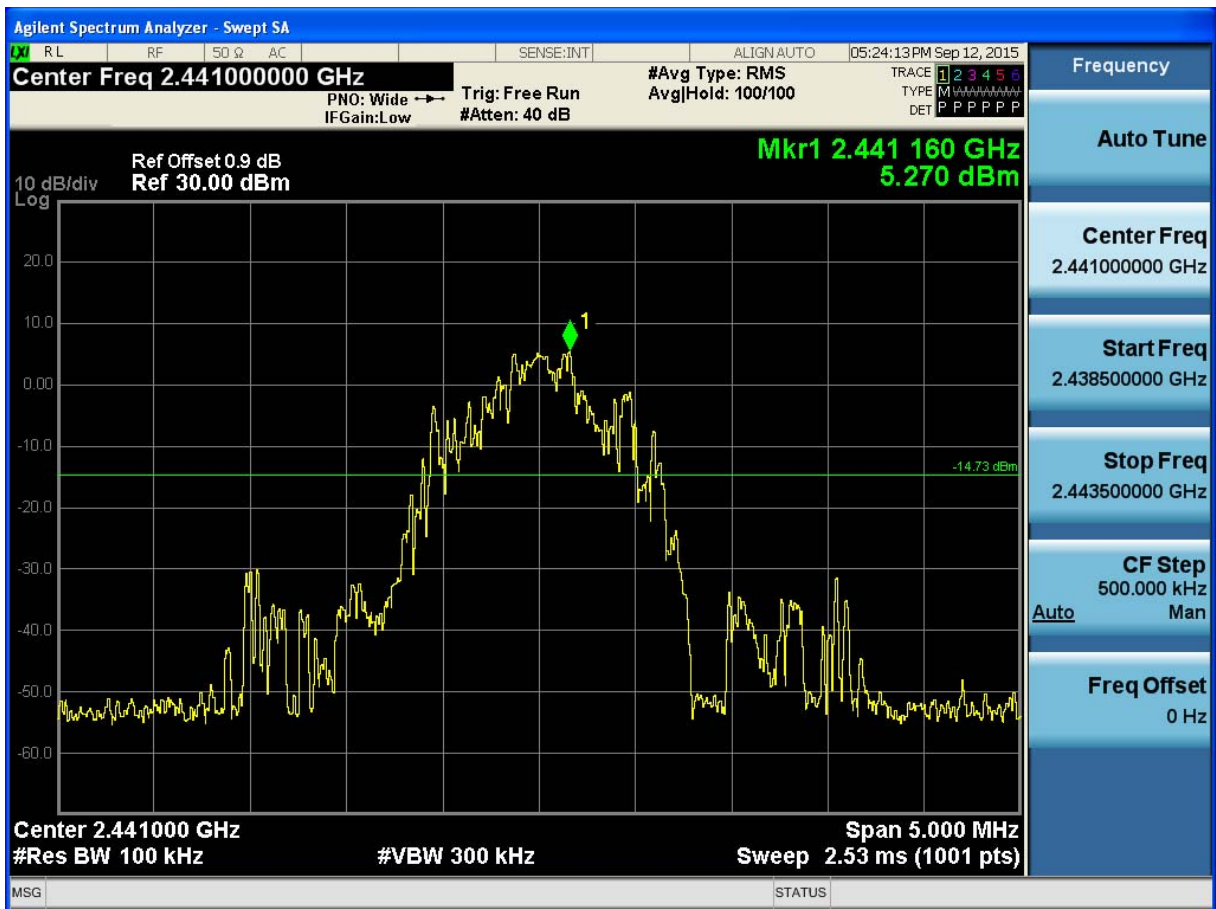 Agilent Spectrum Analyzer - Swept SA
LXI RL RF 50 Ω AC SENSE:INT ALIGN AUTO 05:24:13 PM Sep 12, 2015
Center Freq 2.441000000 GHz
PNO: Wide
IFGain:Low
Trig: Free Run
#Atten: 40 dB
#Avg Type: RMS
Avg|Hold: 100/100
TRACE 1 2 3 4 5 6
TYPE M WWWWW
DET P P P P P P
Ref Offset 0.9 dB
10 dB/div Ref 30.00 dBm
Log
Mkr1 2.441 160 GHz
5.270 dBm
20.0
10.0
0.00
-10.0
-20.0
-30.0
-40.0
-50.0
-60.0
1
-14.73 dBm
Center 2.441000 GHz
Span 5.000 MHz
#Res BW 100 kHz
#VBW 300 kHz
Sweep 2.53 ms (1001 pts)
MSG
STATUS
Frequency
Auto Tune
Center Freq
2.441000000 GHz
Start Freq
2.438500000 GHz
Stop Freq
2.443500000 GHz
CF Step
500.000 kHz
Auto Man
Freq Offset
0 Hz